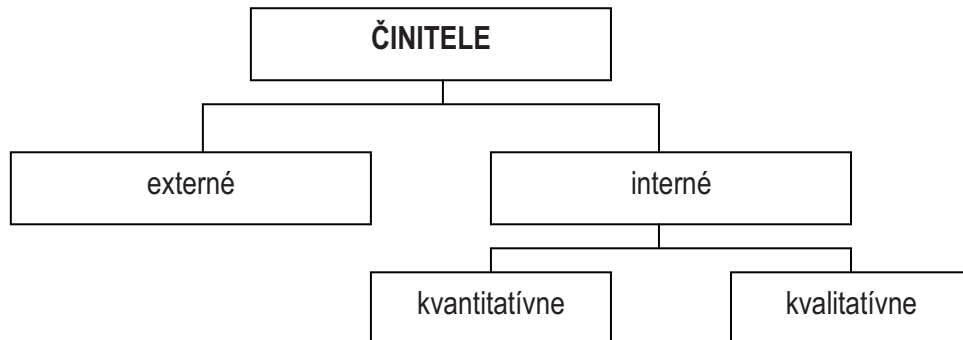 ČINITELE
externé
interné
kvantitatívne
kvalitatívne